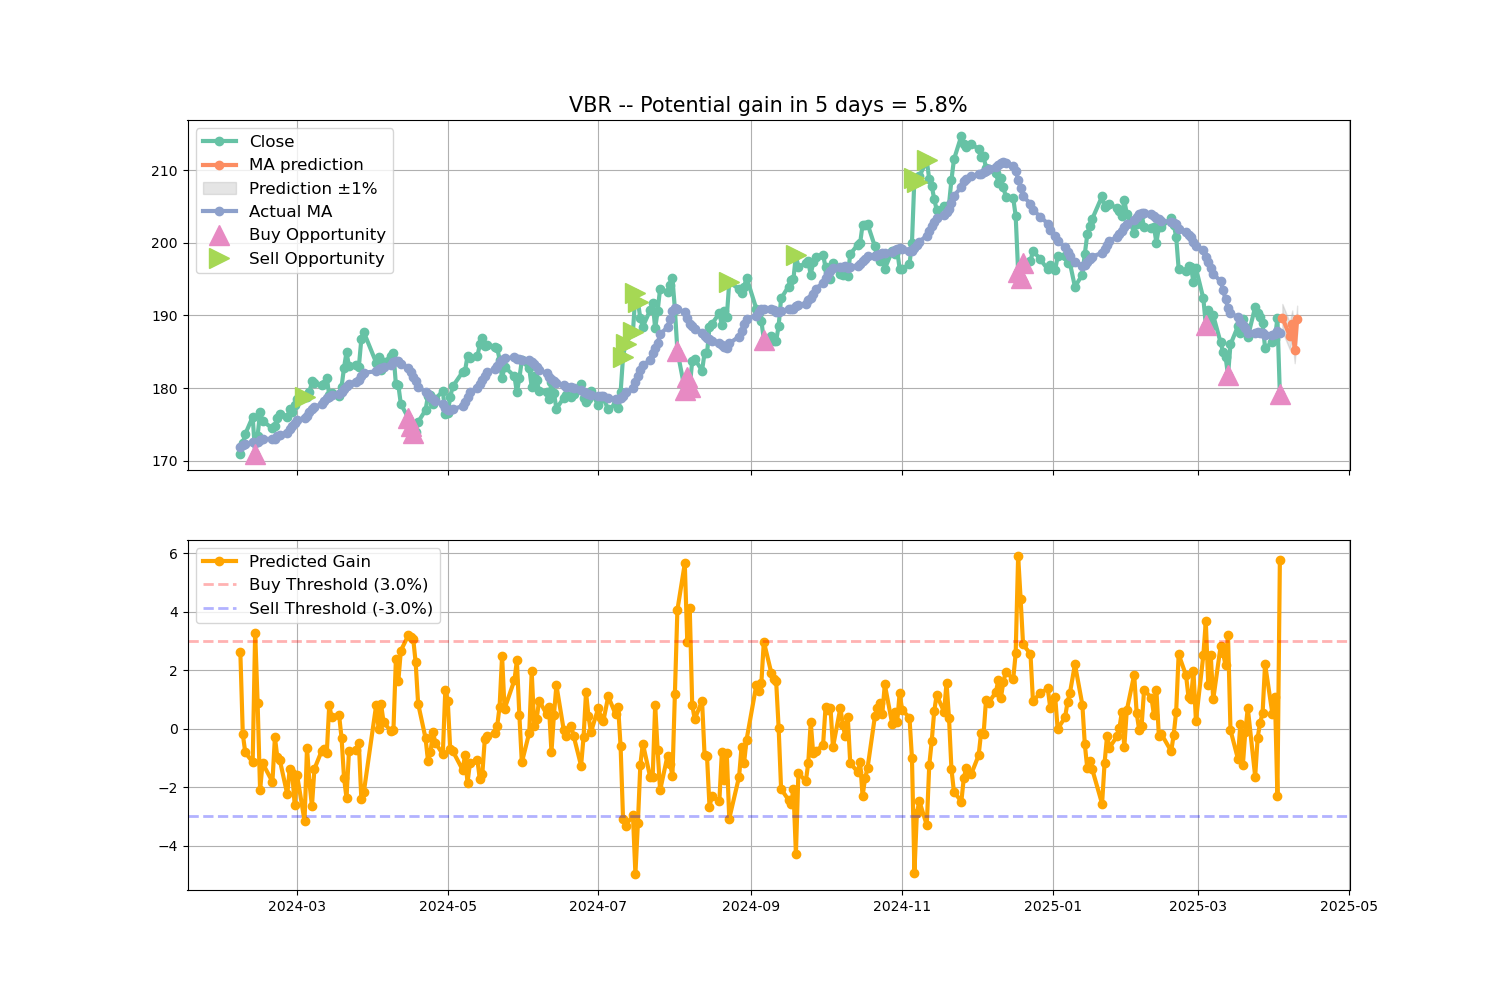 VBR -- Potential gain in 5 days = 5.8%
Close
MA prediction
Prediction ±1%
Actual MA
Buy Opportunity
Sell Opportunity
210
200
190
180
170
Predicted Gain
Buy Threshold (3.0%)
Sell Threshold (-3.0%)
6
4
2
0
−2
−4
2024-03 2024-05 2024-07 2024-09 2024-11 2025-01 2025-03 2025-05